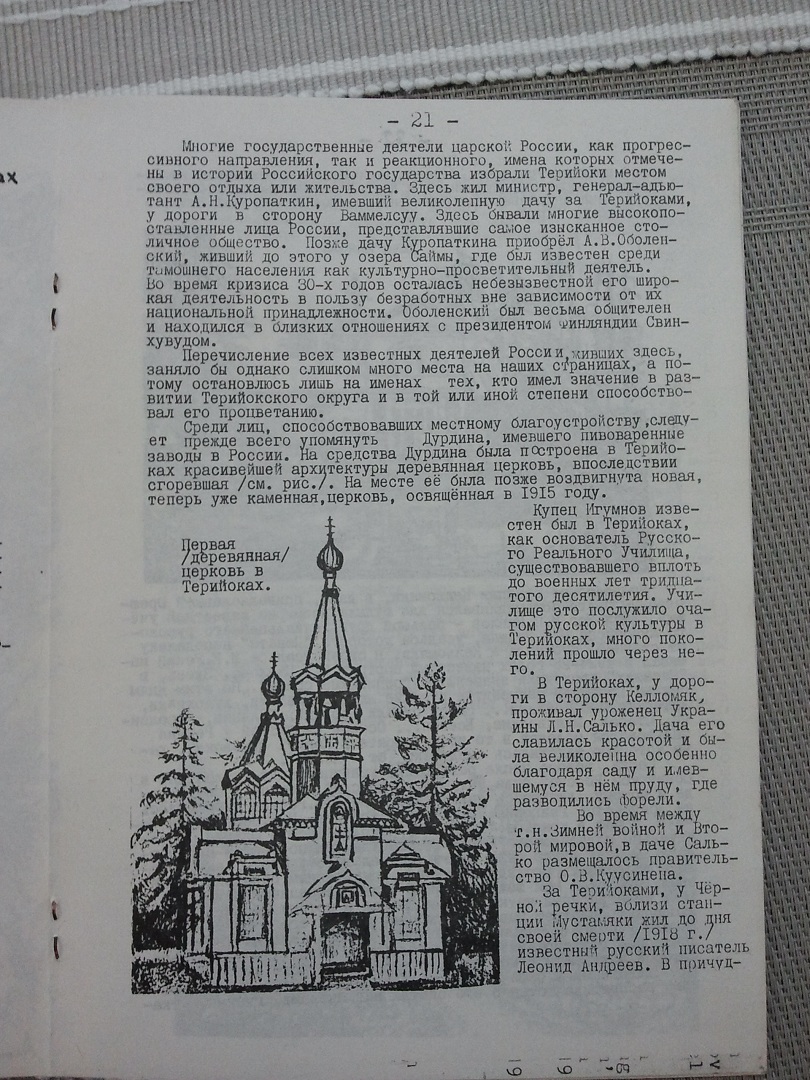 - 21 -
Многие государственные деятели царской России, как прогрес-
сивного направления, так и реакционного, имена которых отмече-
ны в истории Российского государства избрали Терийоки местом
своего отдыха или жительства. Здесь жил министр, генерал-адью-
тант А.Н.Куропаткин, имевший великолепную дачу за Терийоками,
у дороги в сторону Ваммелсуу. Здесь бывали многие высокопо-
ставленные лица России, представлявшие самое изысканное сто-
личное общество. Позже дачу Куропаткина приобрёл А.В.Оболен-
ский, живший до этого у озера Саймы, где был известен среди
тамошнего населения как культурно-просветительный деятель.
Во время кризиса 30-х годов осталась небезызвестной его широ-
кая деятельность в пользу безработных вне зависимости от их
национальной принадлежности. Оболенский был весьма общителен
и находился в близких отношениях с президентом Финляндии Свин-
хувудом.
Перечисление всех известных деятелей России,живших здесь,
заняло бы однако слишком много места на наших страницах, а по-
тому остановлюсь лишь на именах тех, кто имел значение в раз-
витии Терийокского округа и в той или иной степени способство-
вал его процветанию.
Среди лиц, способствовавших местному благоустройству,следу-
ет прежде всего упомянуть Дурдина, имевшего пивоваренные
заводы в России. На средства Дурдина была построена в Терийо-
ках красивейшей архитектуры деревянная церковь, впоследствии
сгоревшая /см. рис./. На месте её была позже воздвигнута новая,
теперь уже каменная,церковь, освящённая в 1915 году.
Первая
/деревянная/
церковь в
Терийоках.
Купец Игумнов изве-
стен был в Терийоках,
как основатель Русско-
го Реального Училища,
существовавшего вплоть
до военных лет тридца-
того десятилетия. Учи-
лище это послужило оча-
гом русской культуры в
Терийоках, много поко-
лений прошло через не-
го.
В Терийоках, у доро-
ги в сторону Келломяк,
проживал уроженец Укра-
ины Л.Н.Салько. Дача его
славилась красотой и бы-
ла великолепна особенно
благодаря саду и имев-
шемуся в нём пруду, где
разводились форели.
Во время между
т.н.Зимней войной и Вто-
рой мировой,в даче Саль-
ко размещалось правитель-
ство О.В.Куусинена.
За Терийоками, у Чёр-
ной речки, вблизи стан-
ции Мустамяки жил до дня
своей смерти /1918 г./
известный русский писатель
Леонид Андреев. В причуд-